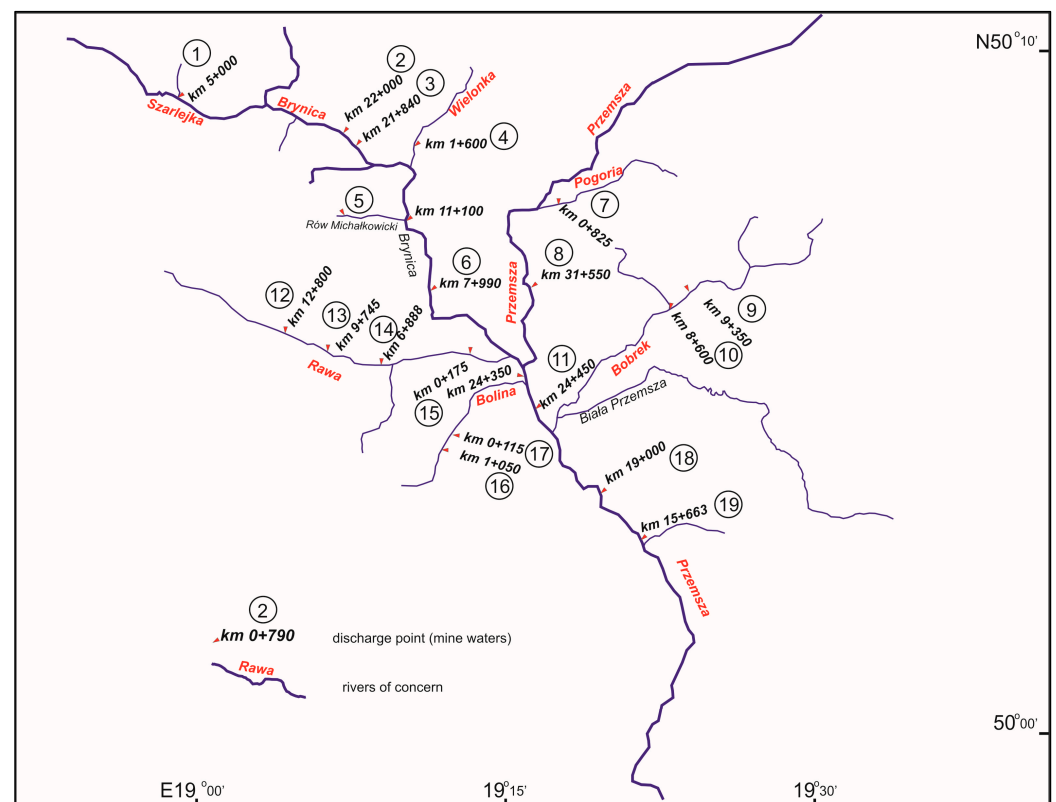 N50°10'
1
km 5+000
Szarlejka
Brynica
2
km 22+000
3
km 21+840
Wielonka
4
km 1+600
Przemsza
Pogoria
7
km 0+825
5
Rów Michałkowicki
km 11+100
Brynica
6
km 7+990
8
km 31+550
Przemsza
9
km 9+350
10
km 8+600
Bobrek
12
km 12+800
13
km 9+745
14
km 6+888
Rawa
11
km 24+450
Biała Przemsza
km 0+175
15
km 24+350
Bolina
km 0+115
17
km 1+050
16
km 19+000
18
km 15+663
19
Przemsza
2
km 0+790
discharge point (mine waters)
Rawa
rivers of concern
50°00'
E19°00'
19°15'
19°30'